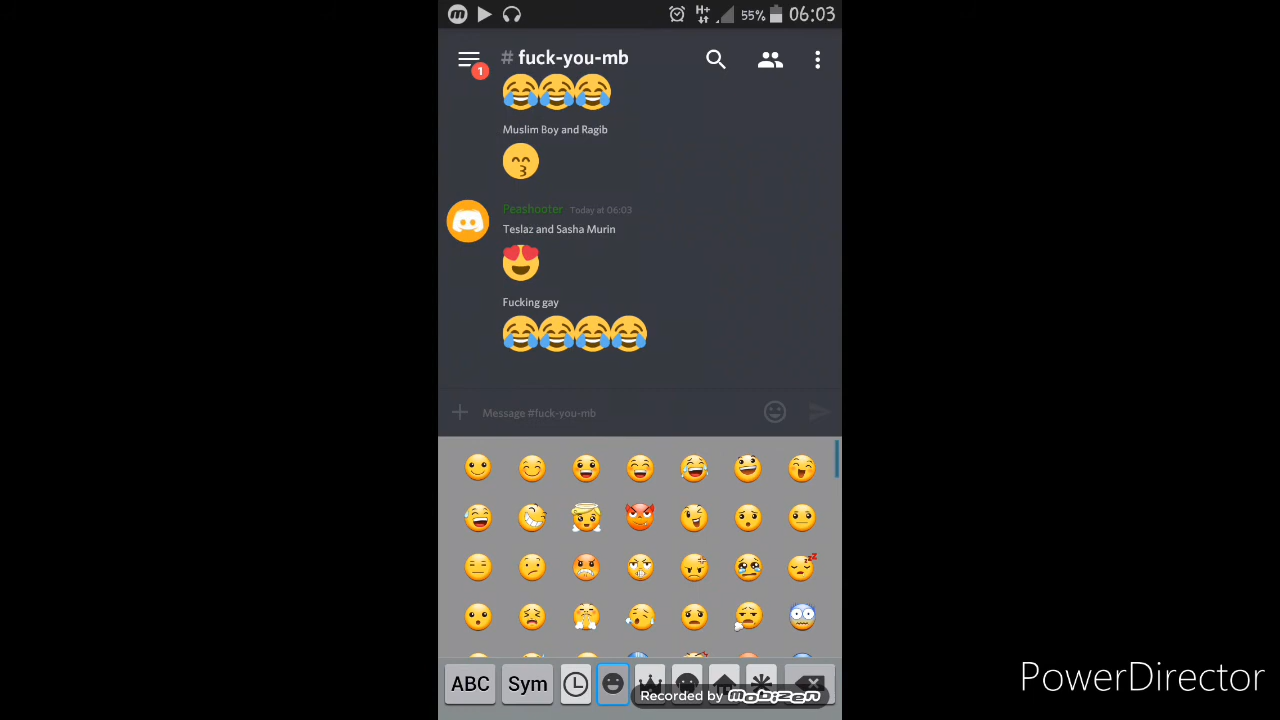 55% 06:03
# fuck-you-mb
1
Muslim Boy and Ragib
Peashooter Today at 06:03
Teslaz and Sasha Murin
Fucking gay
Message #fuck-you-mb
ABC Sym
Recorded by mobizen
PowerDirector